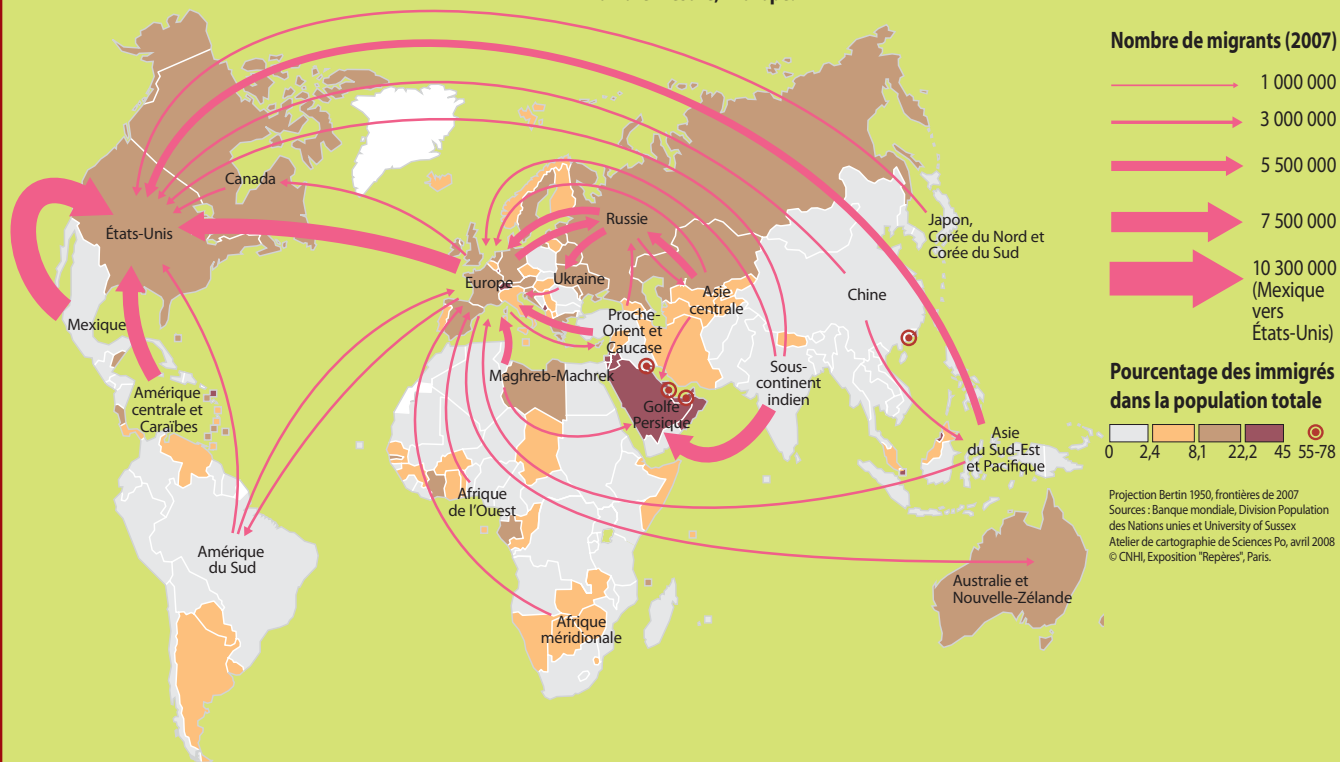 Nombre de migrants (2007)
1 000 000
3 000 000
5 500 000
7 500 000
10 300 000
(Mexique
vers
États-Unis)
Pourcentage des immigrés
dans la population totale
0 2,4 8,1 22,2 45 55-78
Projection Bertin 1950, frontières de 2007
Sources : Banque mondiale, Division Population
des Nations unies et University of Sussex
Atelier de cartographie de Sciences Po, avril 2008
© CNHI, Exposition "Repères", Paris.
Canada
États-Unis
Mexique
Amérique
centrale et
Caraïbes
Amérique
du Sud
Europe
Russie
Ukraine
Proche-
Orient et
Caucase
Asie
centrale
Maghreb-Machrek
Golfe
Persique
Sous-
continent
indien
Chine
Japon,
Corée du Nord et
Corée du Sud
Asie
du Sud-Est
et Pacifique
Afrique
de l'Ouest
Afrique
méridionale
Australie et
Nouvelle-Zélande